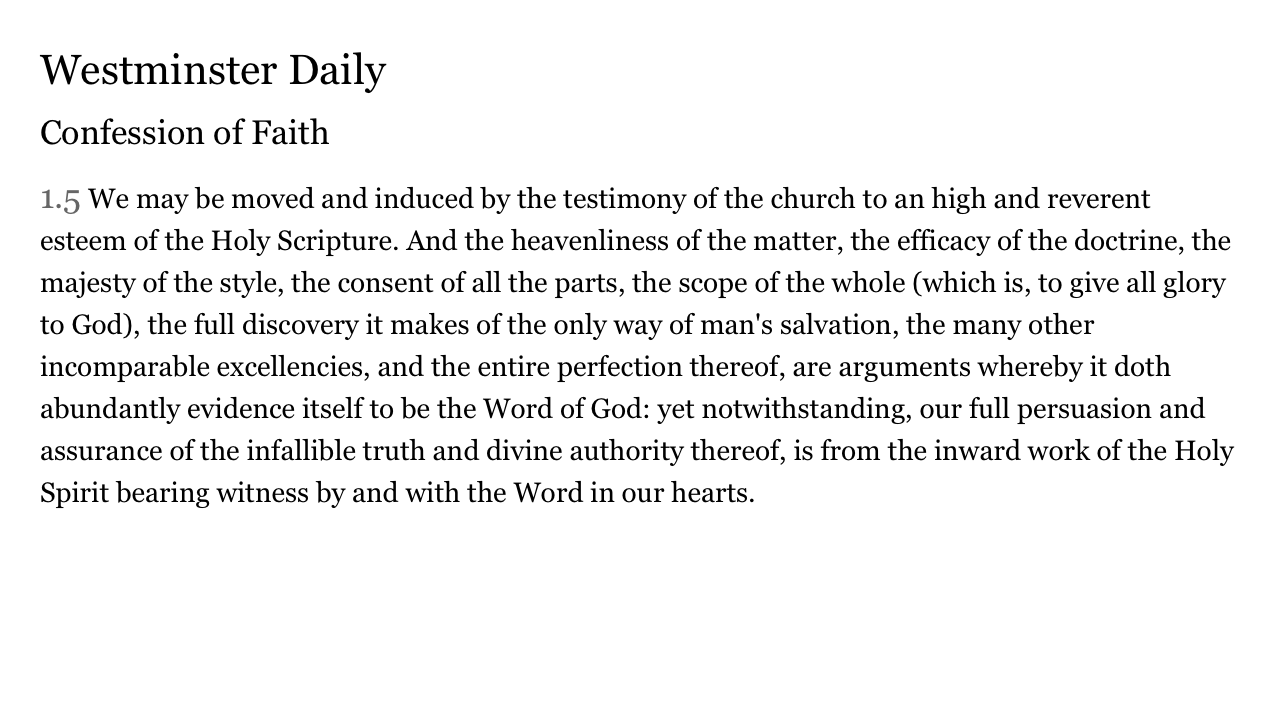 Westminster Daily
Confession of Faith
1.5 We may be moved and induced by the testimony of the church to an high and reverent
esteem of the Holy Scripture. And the heavenliness of the matter, the efficacy of the doctrine, the
majesty of the style, the consent of all the parts, the scope of the whole (which is, to give all glory
to God), the full discovery it makes of the only way of man's salvation, the many other
incomparable excellencies, and the entire perfection thereof, are arguments whereby it doth
abundantly evidence itself to be the Word of God: yet notwithstanding, our full persuasion and
assurance of the infallible truth and divine authority thereof, is from the inward work of the Holy
Spirit bearing witness by and with the Word in our hearts.